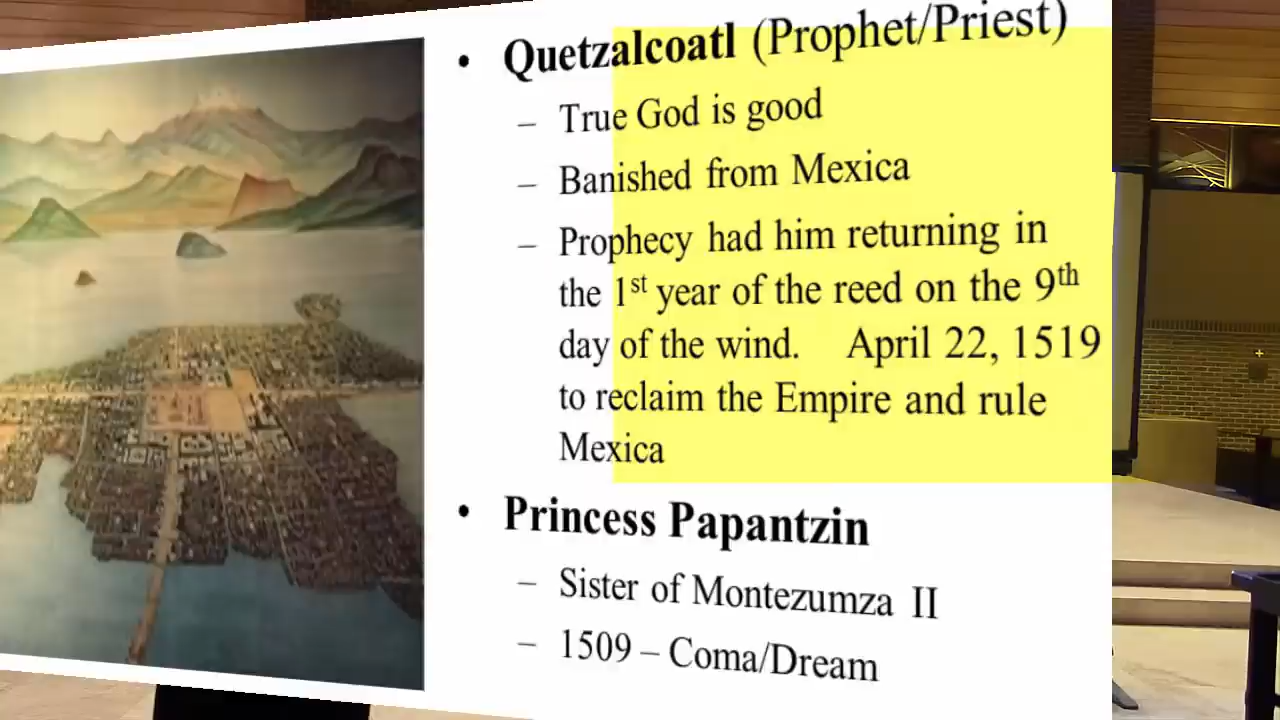 • Quetzalcoatl (Prophet/Priest)
– True God is good
– Banished from Mexica
– Prophecy had him returning in
the 1st year of the reed on the 9th
day of the wind. April 22, 1519
to reclaim the Empire and rule
Mexica
• Princess Papantzin
– Sister of Montezumza II
– 1509 – Coma/Dream